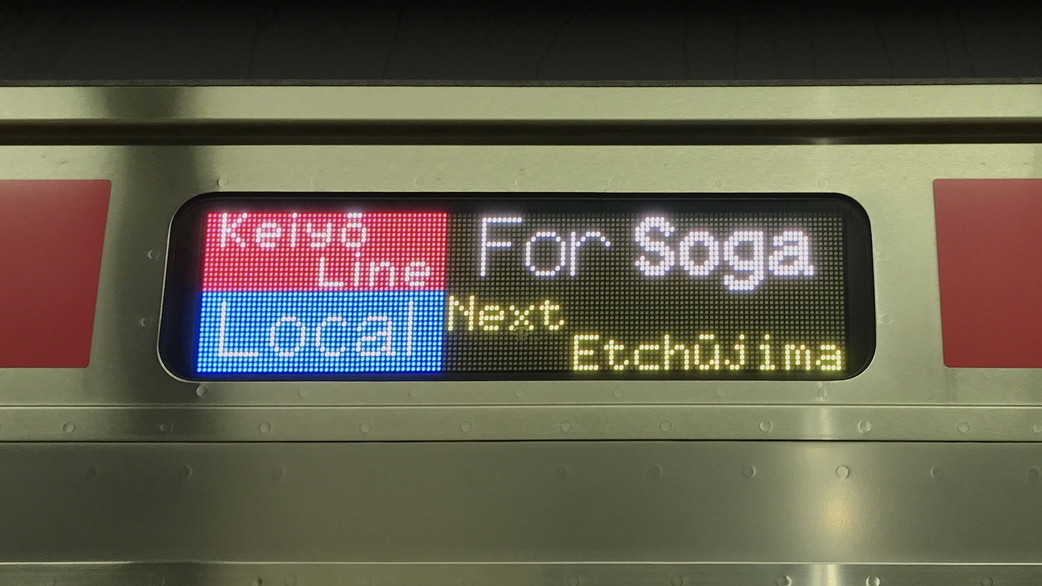 Keiyō
Line
Local
For Soga
Next
Etchūjima